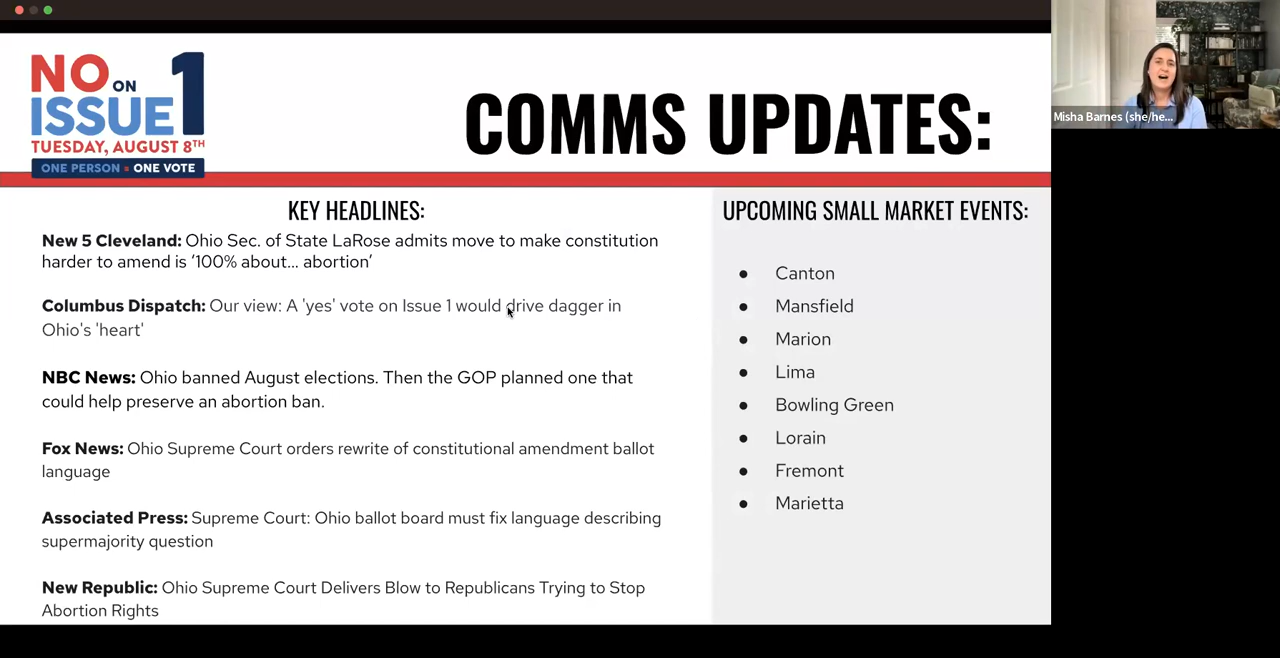 NO ON
ISSUE 1
TUESDAY, AUGUST 8TH
ONE PERSON = ONE VOTE
COMMS UPDATES:
KEY HEADLINES:
New 5 Cleveland: Ohio Sec. of State LaRose admits move to make constitution
harder to amend is ‘100% about... abortion’
Columbus Dispatch: Our view: A 'yes' vote on Issue 1 would drive dagger in
Ohio's 'heart'
NBC News: Ohio banned August elections. Then the GOP planned one that
could help preserve an abortion ban.
Fox News: Ohio Supreme Court orders rewrite of constitutional amendment ballot
language
Associated Press: Supreme Court: Ohio ballot board must fix language describing
supermajority question
New Republic: Ohio Supreme Court Delivers Blow to Republicans Trying to Stop
Abortion Rights
UPCOMING SMALL MARKET EVENTS:
● Canton
● Mansfield
● Marion
● Lima
● Bowling Green
● Lorain
● Fremont
● Marietta
Misha Barnes (she/he...